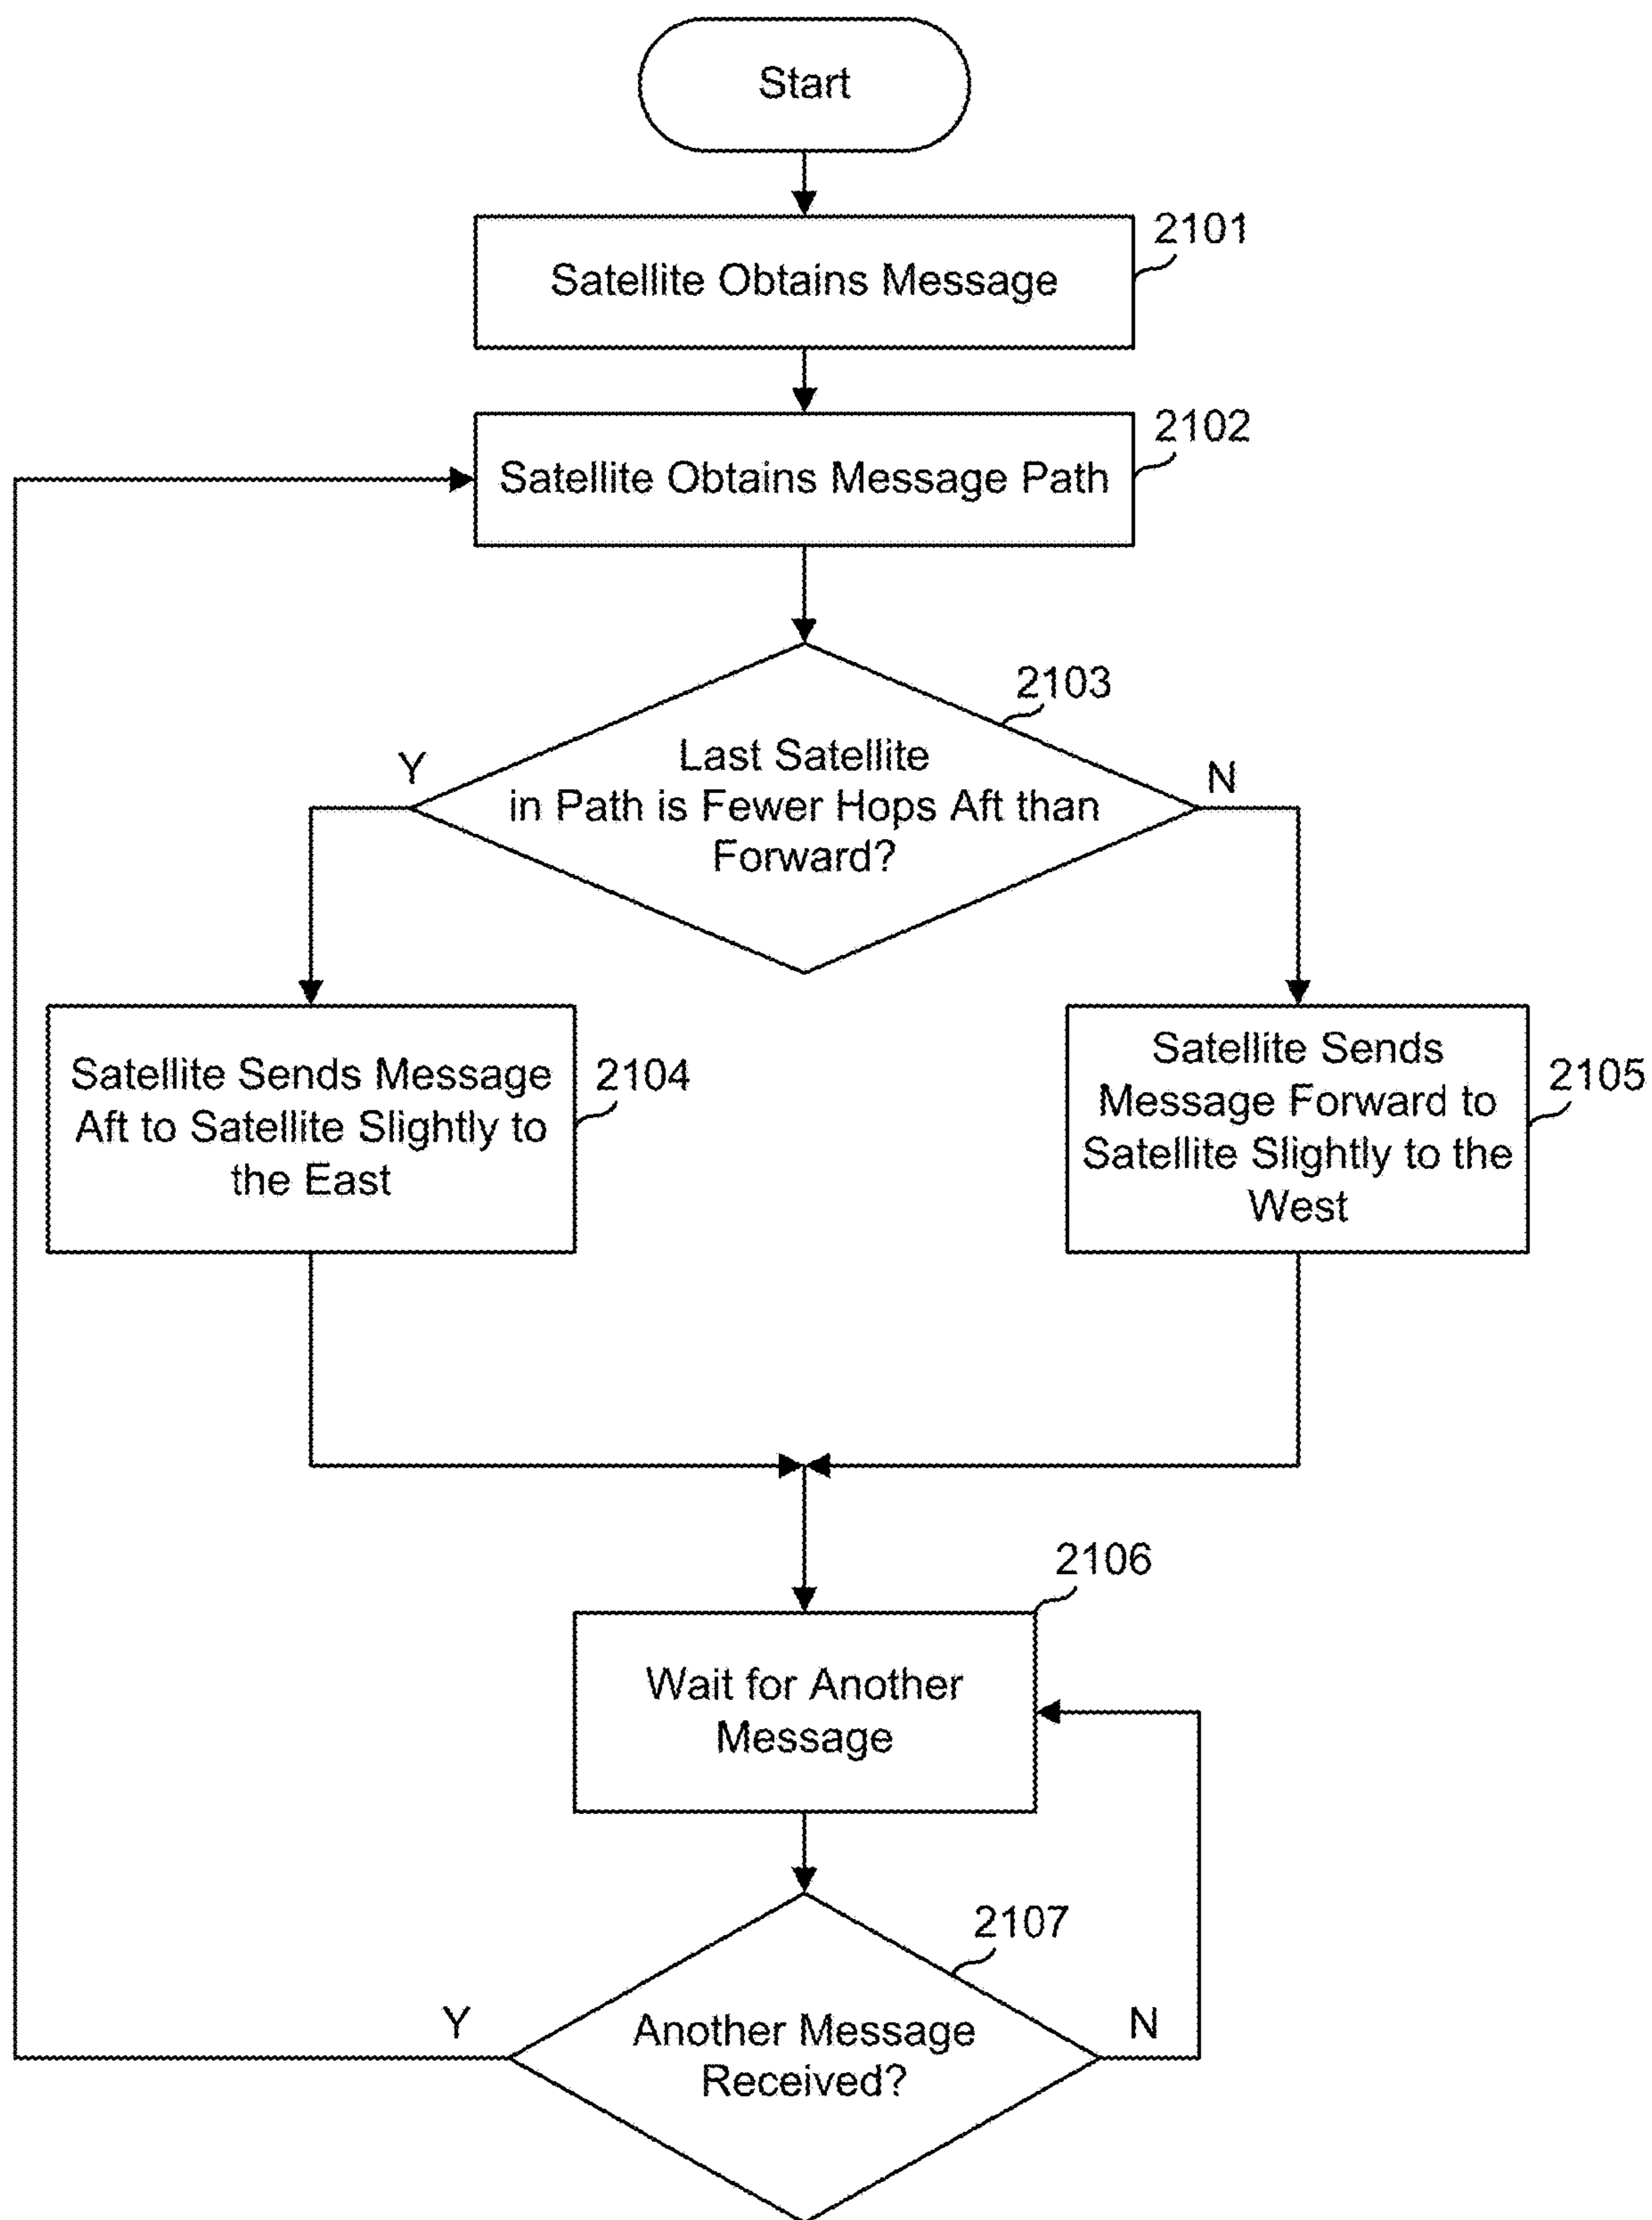 Start
2101
Satellite Obtains Message
2102
Satellite Obtains Message Path
2103
Last Satellite
in Path is Fewer Hops Aft than
Forward?
Y
N
Satellite Sends Message
Aft to Satellite Slightly to
the East
2104
Satellite Sends
Message Forward to
Satellite Slightly to the
West
2105
2106
Wait for Another
Message
2107
Another Message
Received?
Y
N